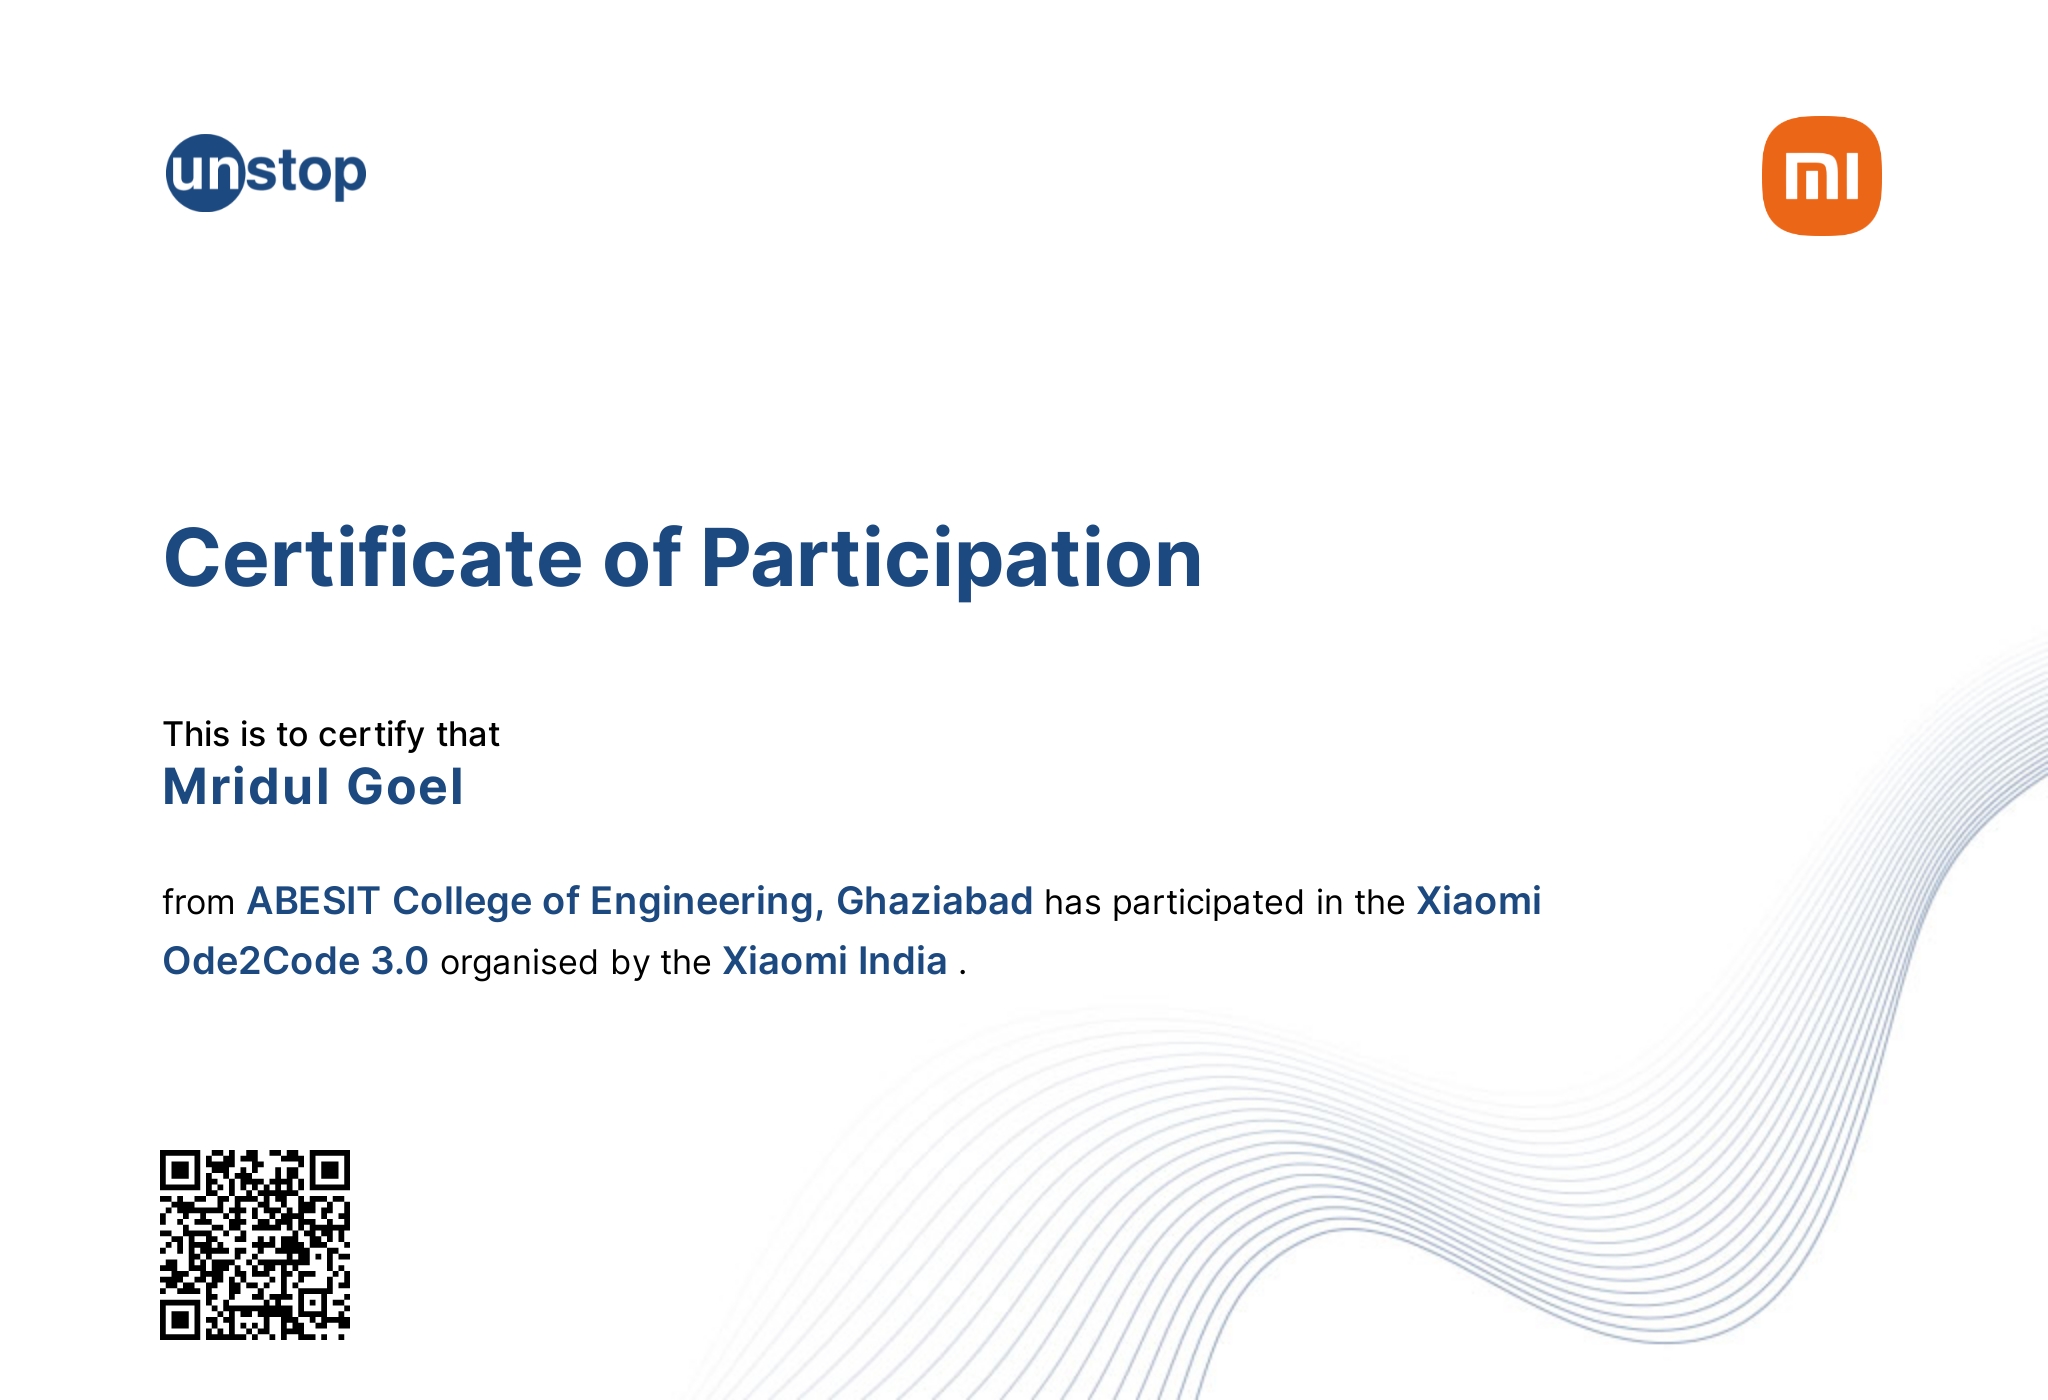 unstop
mi
Certificate of Participation
This is to certify that
Mridul Goel
from ABESIT College of Engineering, Ghaziabad has participated in the Xiaomi
Ode2Code 3.0 organised by the Xiaomi India .